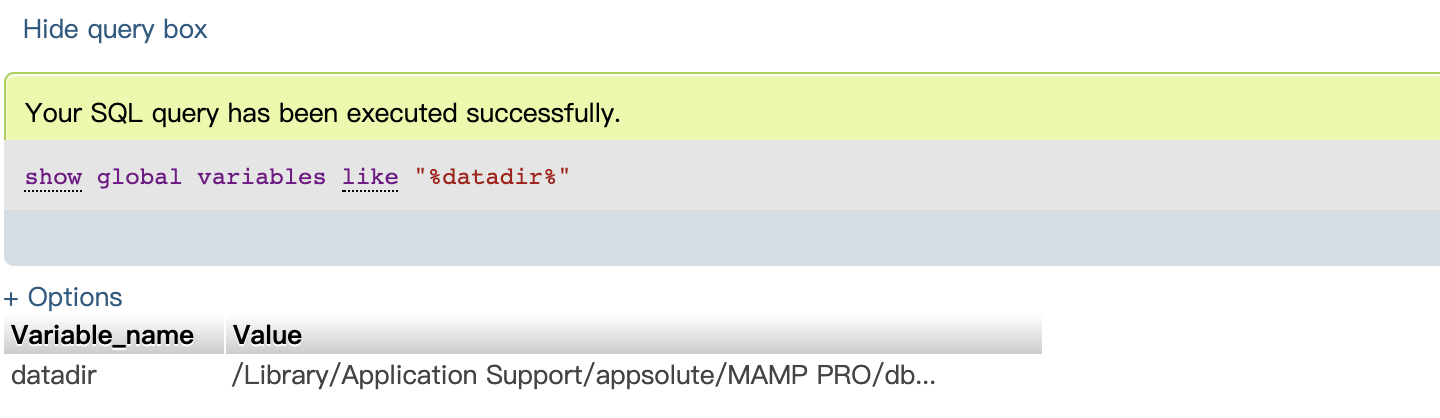 Hide query box
Your SQL query has been executed successfully.
show global variables like "%datadir%"
+ Options
Variable_name Value
datadir /Library/Application Support/appsolute/MAMP PRO/db...